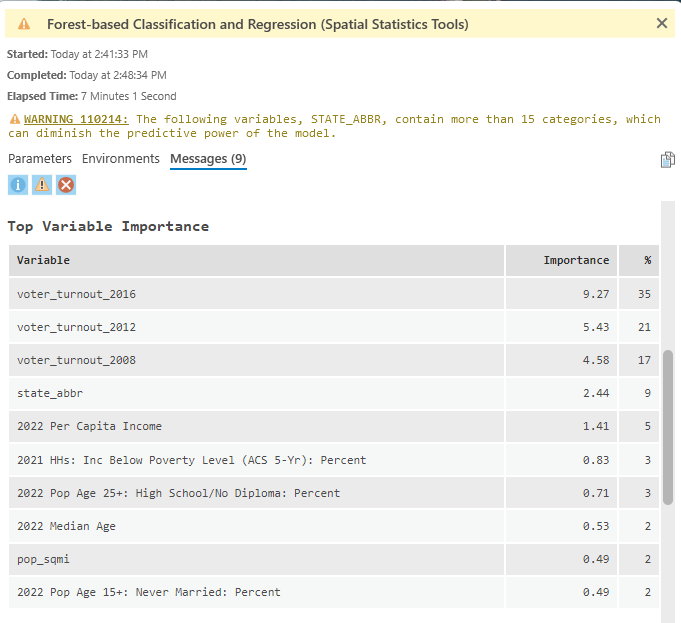 Forest-based Classification and Regression (Spatial Statistics Tools)
Started: Today at 2:41:33 PM
Completed: Today at 2:48:34 PM
Elapsed Time: 7 Minutes 1 Second
WARNING 110214: The following variables, STATE_ABBR, contain more than 15 categories, which
can diminish the predictive power of the model.
Parameters Environments Messages (9)
Top Variable Importance
Variable Importance %
voter_turnout_2016 9.27 35
voter_turnout_2012 5.43 21
voter_turnout_2008 4.58 17
state_abbr 2.44 9
2022 Per Capita Income 1.41 5
2021 HHs: Inc Below Poverty Level (ACS 5-Yr): Percent 0.83 3
2022 Pop Age 25+: High School/No Diploma: Percent 0.71 3
2022 Median Age 0.53 2
pop_sqmi 0.49 2
2022 Pop Age 15+: Never Married: Percent 0.49 2